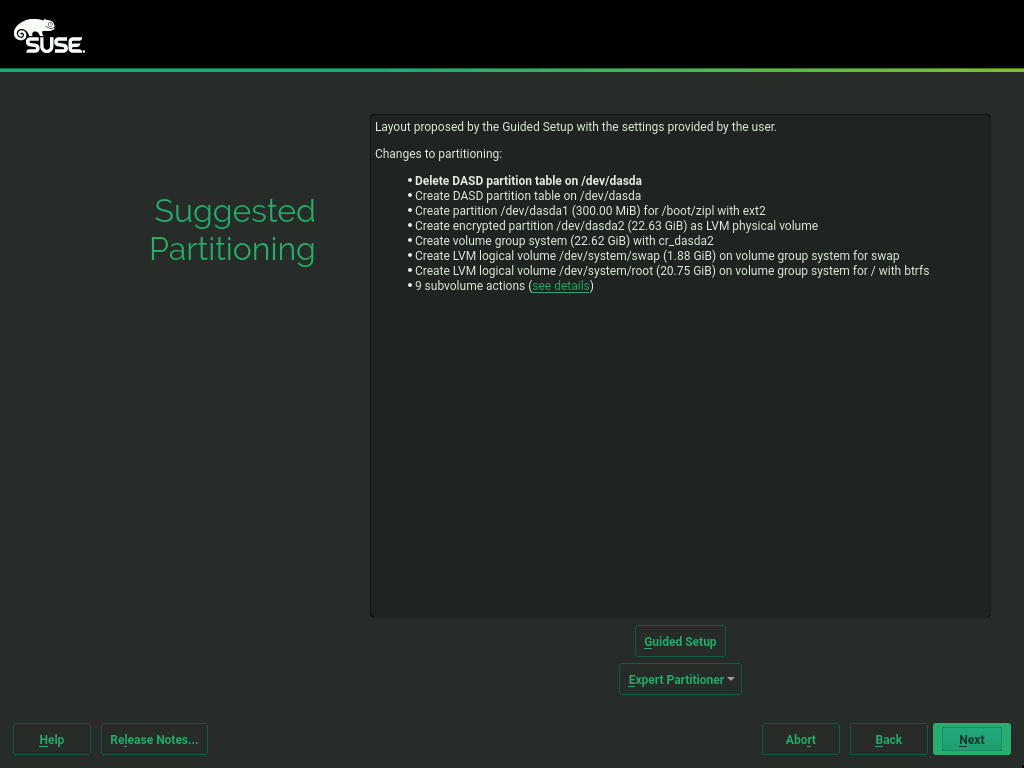 SUSE.
Suggested
Partitioning
Layout proposed by the Guided Setup with the settings provided by the user.
Changes to partitioning:
• Delete DASD partition table on /dev/dasda
• Create DASD partition table on /dev/dasda
• Create partition /dev/dasda1 (300.00 MiB) for /boot/zipl with ext2
• Create encrypted partition /dev/dasda2 (22.63 GiB) as LVM physical volume
• Create volume group system (22.62 GiB) with cr_dasda2
• Create LVM logical volume /dev/system/swap (1.88 GiB) on volume group system for swap
• Create LVM logical volume /dev/system/root (20.75 GiB) on volume group system for / with btrfs
• 9 subvolume actions (see details)
Guided Setup
Expert Partitioner
Help
Release Notes...
Abort
Back
Next